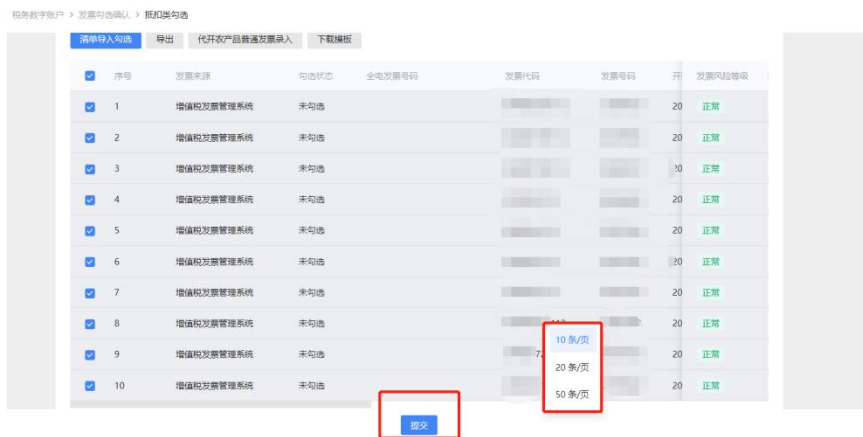 税务数字账户 > 发票勾选确认 > 抵扣类勾选
清单导入勾选 导出 代开农产品普通发票录入 下载模板
序号 发票来源 勾选状态 全电发票号码 发票代码 发票号码 开 发票风险等级
1 增值税发票管理系统 未勾选 20 正常
2 增值税发票管理系统 未勾选 20 正常
3 增值税发票管理系统 未勾选 20 正常
4 增值税发票管理系统 未勾选 20 正常
5 增值税发票管理系统 未勾选 20 正常
6 增值税发票管理系统 未勾选 20 正常
7 增值税发票管理系统 未勾选 20 正常
8 增值税发票管理系统 未勾选 20 正常
10 条/页
9 增值税发票管理系统 未勾选 20 正常
20 条/页
10 增值税发票管理系统 未勾选 20 正常
50 条/页
提交